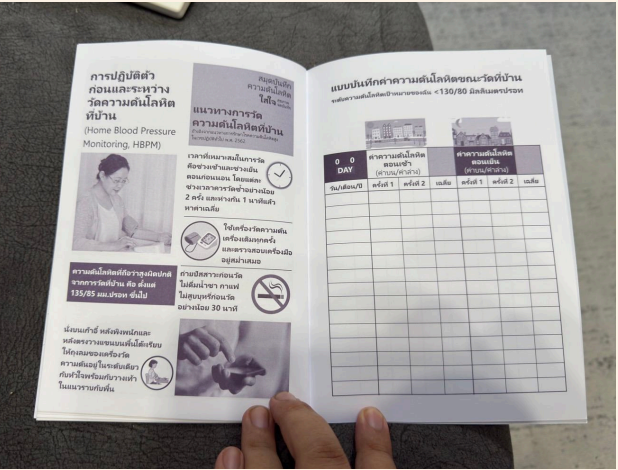 การปฏิบัติตัว
ก่อนและระหว่าง
วัดความดันโลหิต
ที่บ้าน
(Home Blood Pressure
Monitoring, HBPM)
ความดันโลหิตที่ถือว่าสูงผิดปกติ
จากการวัดที่บ้าน คือ ตั้งแต่
135/85 มม.ปรอท ขึ้นไป
นั่งบนเก้าอี้ หลังพิงพนักและ
หลังตรงวางแขนบนพื้นโต๊ะเรียบ
ให้ถุงลมของเครื่องวัด
ความดันอยู่ในระดับเดียว
กับหัวใจพร้อมกับวางเท้า
ในแนวราบกับพื้น
สมุดบันทึก
ความดันโลหิต
ใส่ใจ
แนวทางการวัด
ความดันโลหิตที่บ้าน
เวลาที่เหมาะสมในการวัด
คือช่วงเช้าและช่วงเย็น
ตอนก่อนนอน โดยแต่ละ
ช่วงเวลาควรวัดซ้ำอย่างน้อย
2 ครั้ง และห่างกัน 1 นาทีแล้ว
หาค่าเฉลี่ย
ใช้เครื่องวัดความดัน
เครื่องเดิมทุกครั้ง
และตรวจสอบเครื่องมือ
อยู่สม่ำเสมอ
ถ่ายปัสสาวะก่อนวัด
ไม่ดื่มน้ำชา กาแฟ
ไม่สูบบุหรี่ก่อนวัด
อย่างน้อย 30 นาที
แบบบันทึกค่าความดันโลหิตขณะวัดที่บ้าน
ระดับความดันโลหิตเป้าหมายของฉัน <130/80 มิลลิเมตรปรอท
0 0
DAY
ค่าความดันโลหิต
ตอนเช้า
(ค่าบน/ค่าล่าง)
ค่าความดันโลหิต
ตอนเย็น
(ค่าบน/ค่าล่าง)
วัน/เดือน/ปี ครั้งที่ 1 ครั้งที่ 2 เฉลี่ย ครั้งที่ 1 ครั้งที่ 2 เฉลี่ย